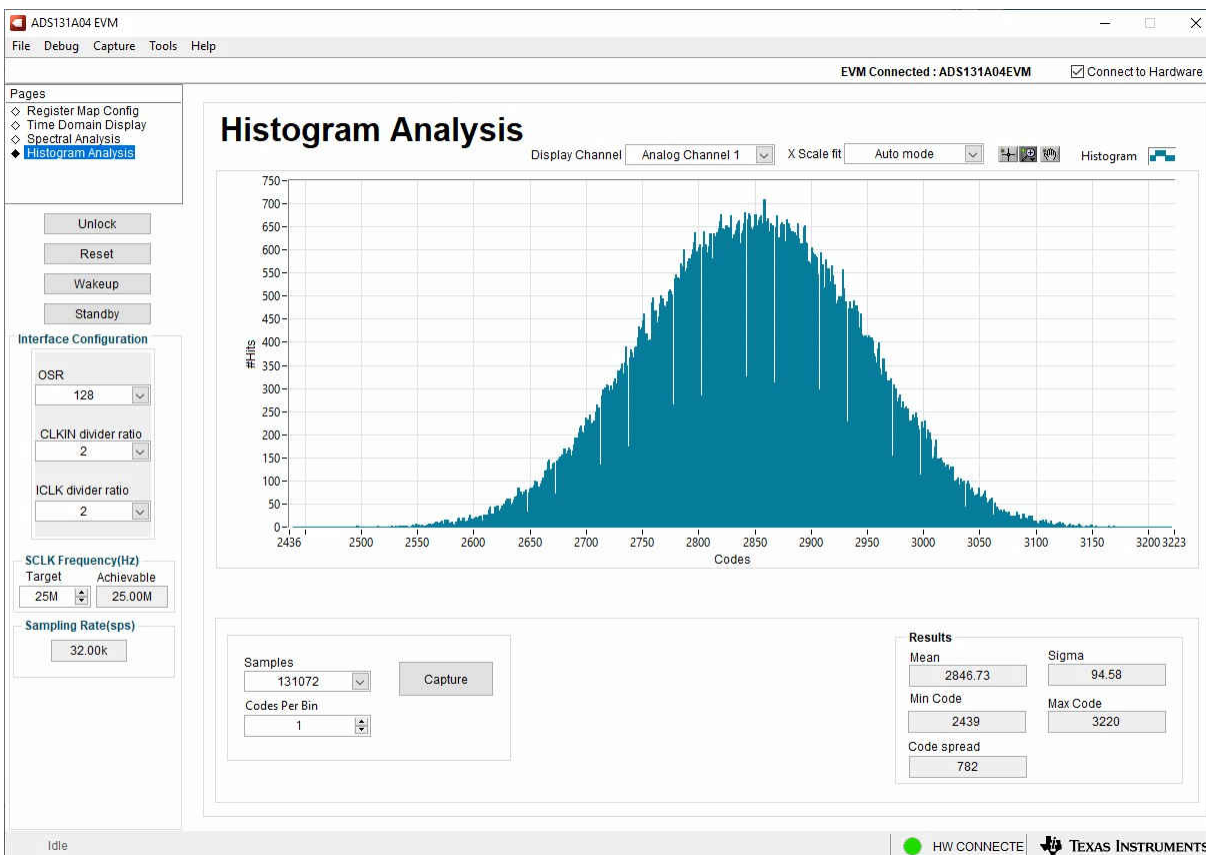 ADS131A04 EVM
File Debug Capture Tools Help
EVM Connected : ADS131A04EVM
Connect to Hardware
Pages
Register Map Config
Time Domain Display
Spectral Analysis
Histogram Analysis
Unlock
Reset
Wakeup
Standby
Interface Configuration
OSR
128
CLKIN divider ratio
2
ICLK divider ratio
2
SCLK Frequency(Hz)
Target Achievable
25M 25.00M
Sampling Rate(sps)
32.00k
Histogram Analysis
Display Channel Analog Channel 1 X Scale fit Auto mode Histogram
750
700
650
600
550
500
450
400
350
300
250
200
150
100
50
0
#Hits
2436 2500 2550 2600 2650 2700 2750 2800 2850 2900 2950 3000 3050 3100 3150 3200 3223
Codes
Samples
131072
Capture
Codes Per Bin
1
Results
Mean Sigma
2846.73 94.58
Min Code Max Code
2439 3220
Code spread
782
Idle
HW CONNECTE
TEXAS INSTRUMENTS